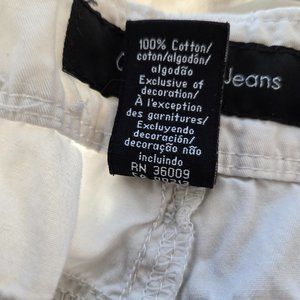 100% Cotton/
coton/algodón/
algodão
Exclusive of
decoration/
À l'exception
des garnitures/
Excluyendo
decoración/
decoração não
incluindo
RN 36009
Jeans